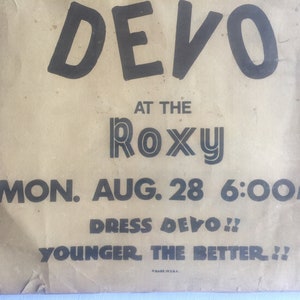 DEVO
AT THE
Roxy
MON. AUG. 28 6:00
DRESS DEVO!!
YOUNGER THE BETTER!!